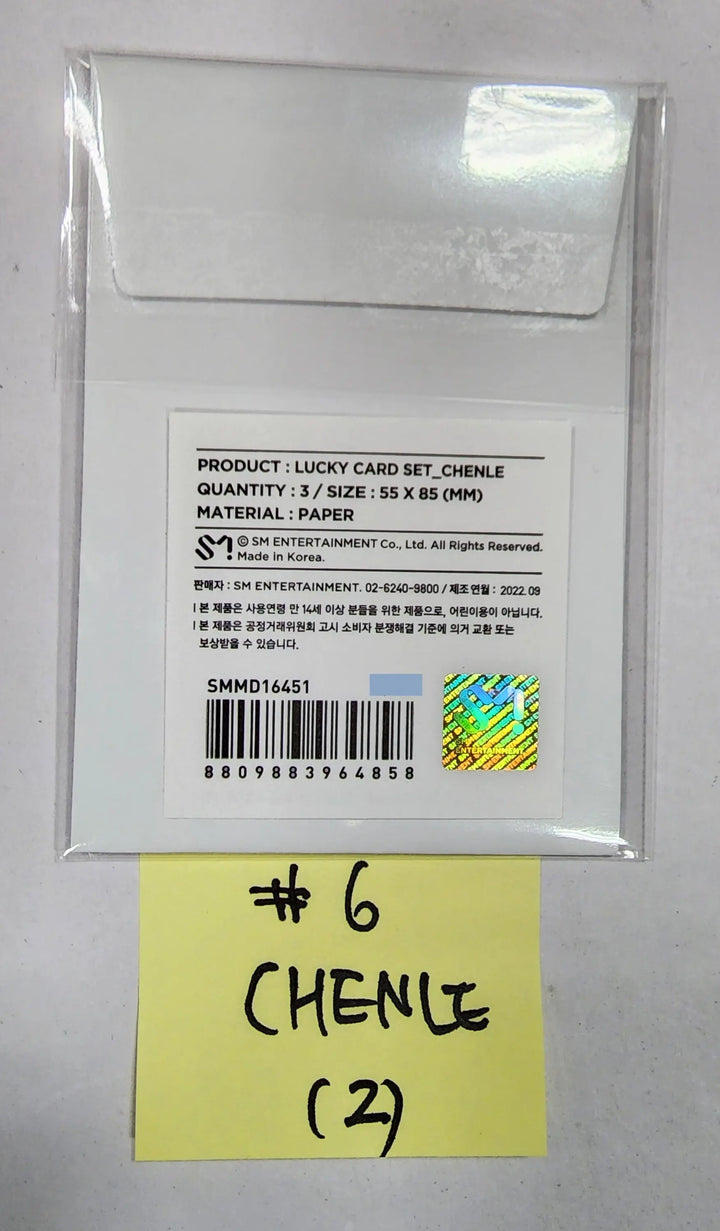 PRODUCT : LUCKY CARD SET_CHENLE
QUANTITY : 3 / SIZE : 55 X 85 (MM)
MATERIAL : PAPER
SM! © SM ENTERTAINMENT Co., Ltd. All Rights Reserved.
Made in Korea.
판매자 : SM ENTERTAINMENT. 02-6240-9800 / 제조연월 : 2022.09
| 본 제품은 사용연령 만 14세 이상 분들을 위한 제품으로, 어린이용이 아닙니다.
| 본 제품은 공정거래위원회 고시 소비자 분쟁해결 기준에 의거 교환 또는
보상받을 수 있습니다.
SMMD16451
8809883964858
SM!
ENTERTAINMENT
# 6
CHENLE
(2)